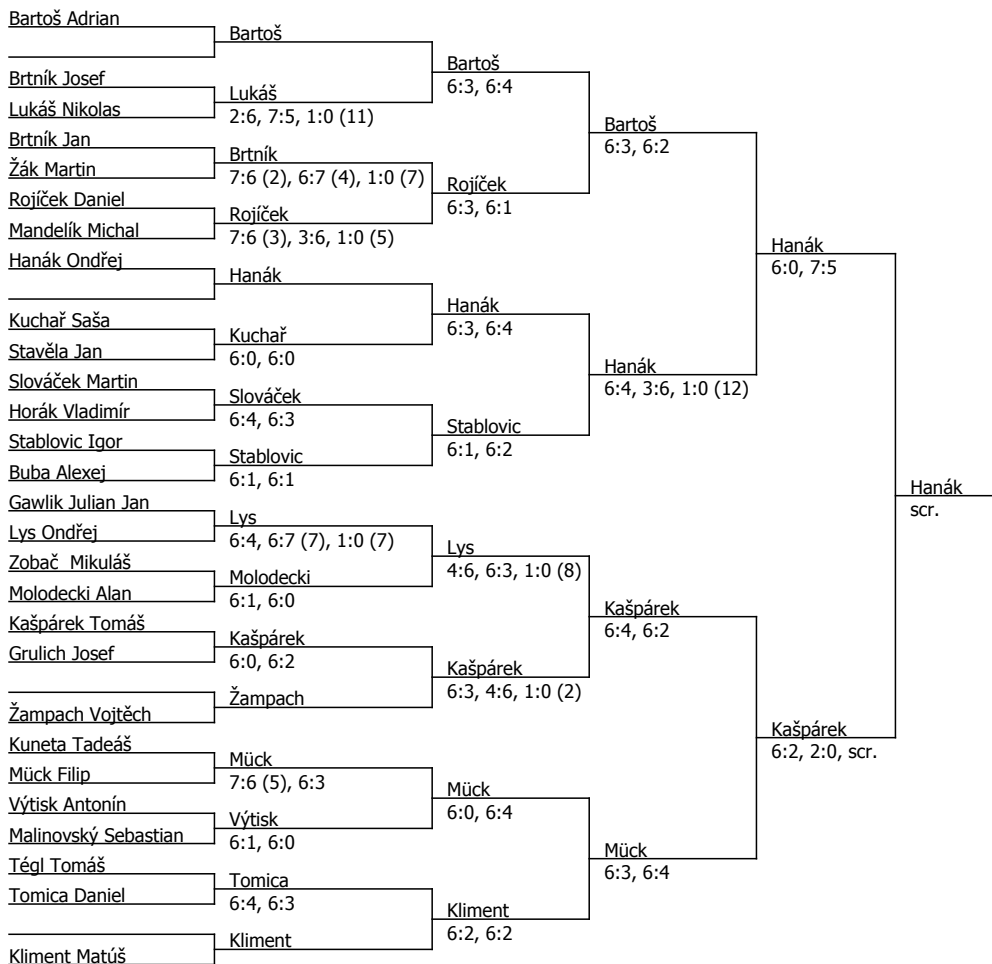 Bartoš Adrian
Brtník Josef
Lukáš Nikolas
Brtník Jan
Žák Martin
Rojíček Daniel
Mandelík Michal
Hanák Ondřej
Kuchař Saša
Stavěla Jan
Slováček Martin
Horák Vladimír
Stablovic Igor
Buba Alexej
Gawlik Julian Jan
Lys Ondřej
Zobač  Mikuláš
Molodecki Alan
Kašpárek Tomáš
Grulich Josef
Žampach Vojtěch
Kuneta Tadeáš
Mück Filip
Výtisk Antonín
Malinovský Sebastian
Tégl Tomáš
Tomica Daniel
Kliment Matúš
Bartoš
Lukáš
2:6, 7:5, 1:0 (11)
Brtník
7:6 (2), 6:7 (4), 1:0 (7)
Rojíček
7:6 (3), 3:6, 1:0 (5)
Hanák
Kuchař
6:0, 6:0
Slováček
6:4, 6:3
Stablovic
6:1, 6:1
Lys
6:4, 6:7 (7), 1:0 (7)
Molodecki
6:1, 6:0
Kašpárek
6:0, 6:2
Žampach
Mück
7:6 (5), 6:3
Výtisk
6:1, 6:0
Tomica
6:4, 6:3
Kliment
Bartoš
6:3, 6:4
Rojíček
6:3, 6:1
Hanák
6:3, 6:4
Stablovic
6:1, 6:2
Lys
4:6, 6:3, 1:0 (8)
Kašpárek
6:3, 4:6, 1:0 (2)
Mück
6:0, 6:4
Kliment
6:2, 6:2
Bartoš
6:3, 6:2
Hanák
6:4, 3:6, 1:0 (12)
Kašpárek
6:4, 6:2
Mück
6:3, 6:4
Hanák
6:0, 7:5
Kašpárek
6:2, 2:0, scr.
Hanák
scr.